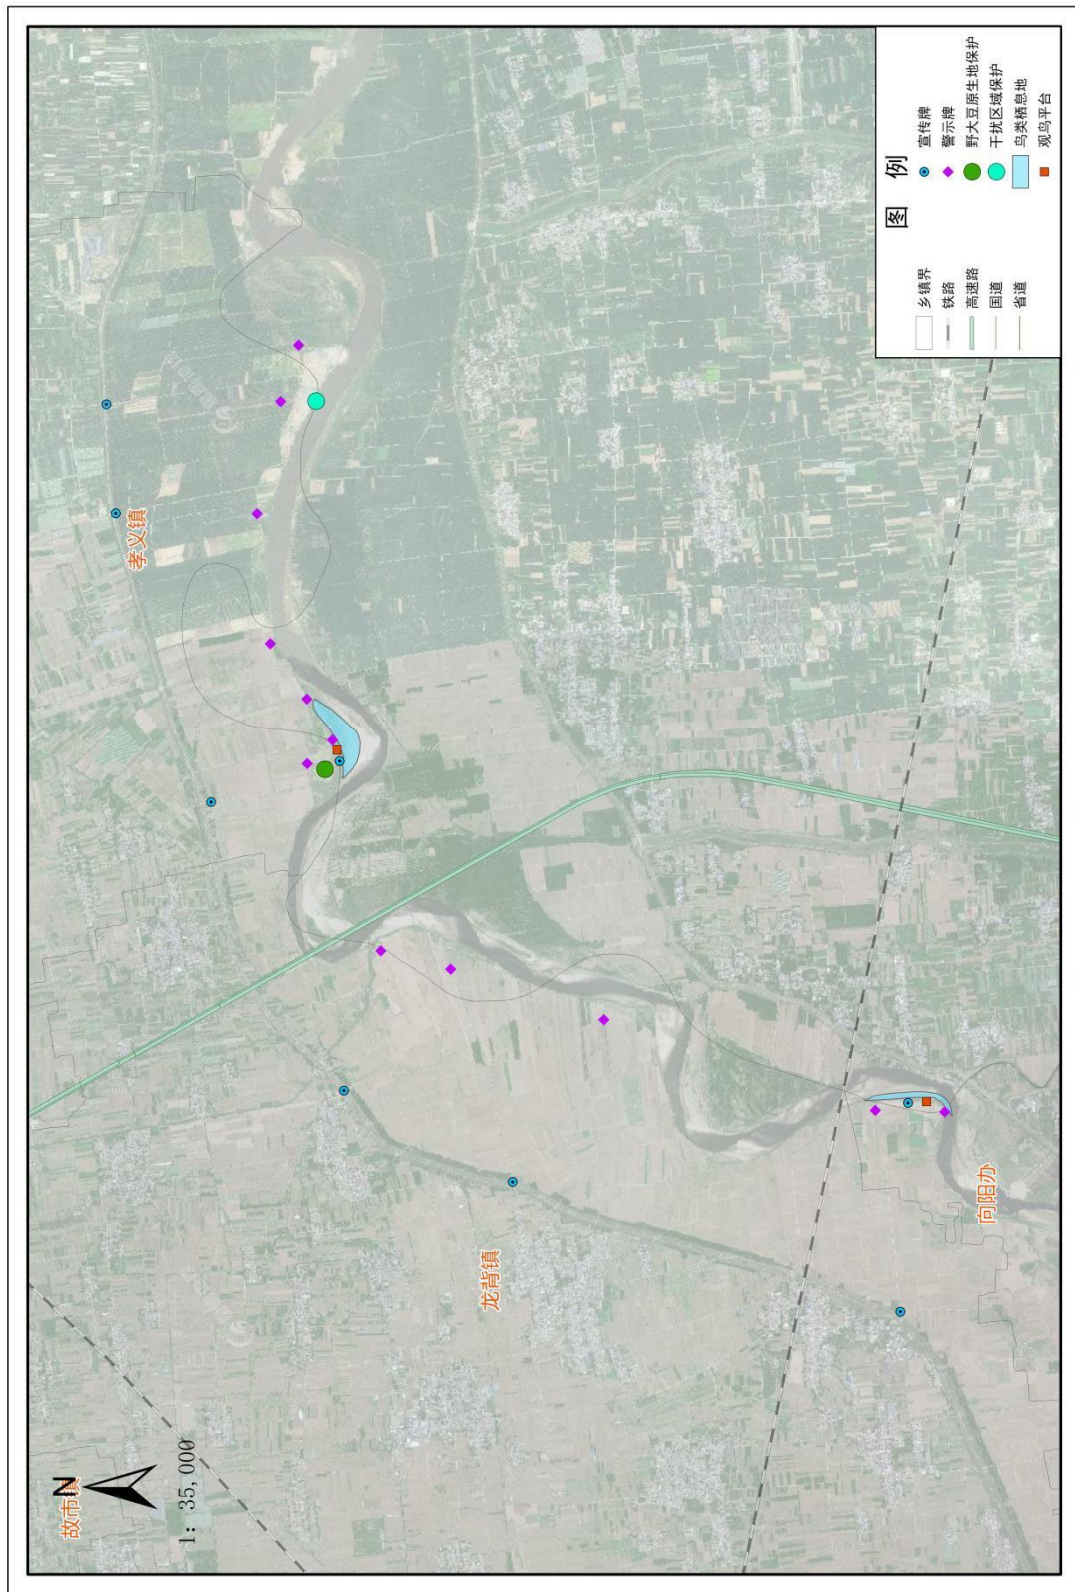 故市镇
N
1: 35,000
孝义镇
龙背镇
向阳办
图 例
乡镇界
铁路
高速路
国道
省道
宣传牌
警示牌
野大豆原生地保护
干扰区域保护
鸟类栖息地
观鸟平台